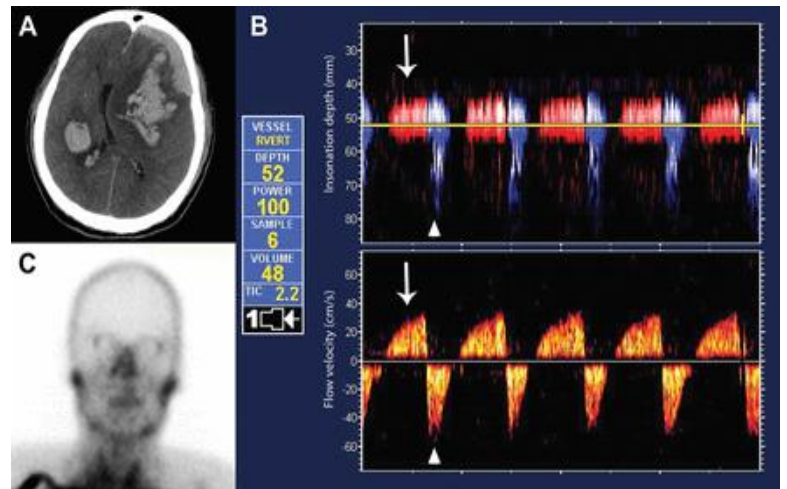 A
B
C
VESSEL
RVERT
DEPTH
52
POWER
100
SAMPLE
6
VOLUME
48
TIC 2.2
1
Insonation depth (mm)
30
40
50
60
70
80
Flow velocity (cm/s)
60
40
20
0
-20
-40
-60